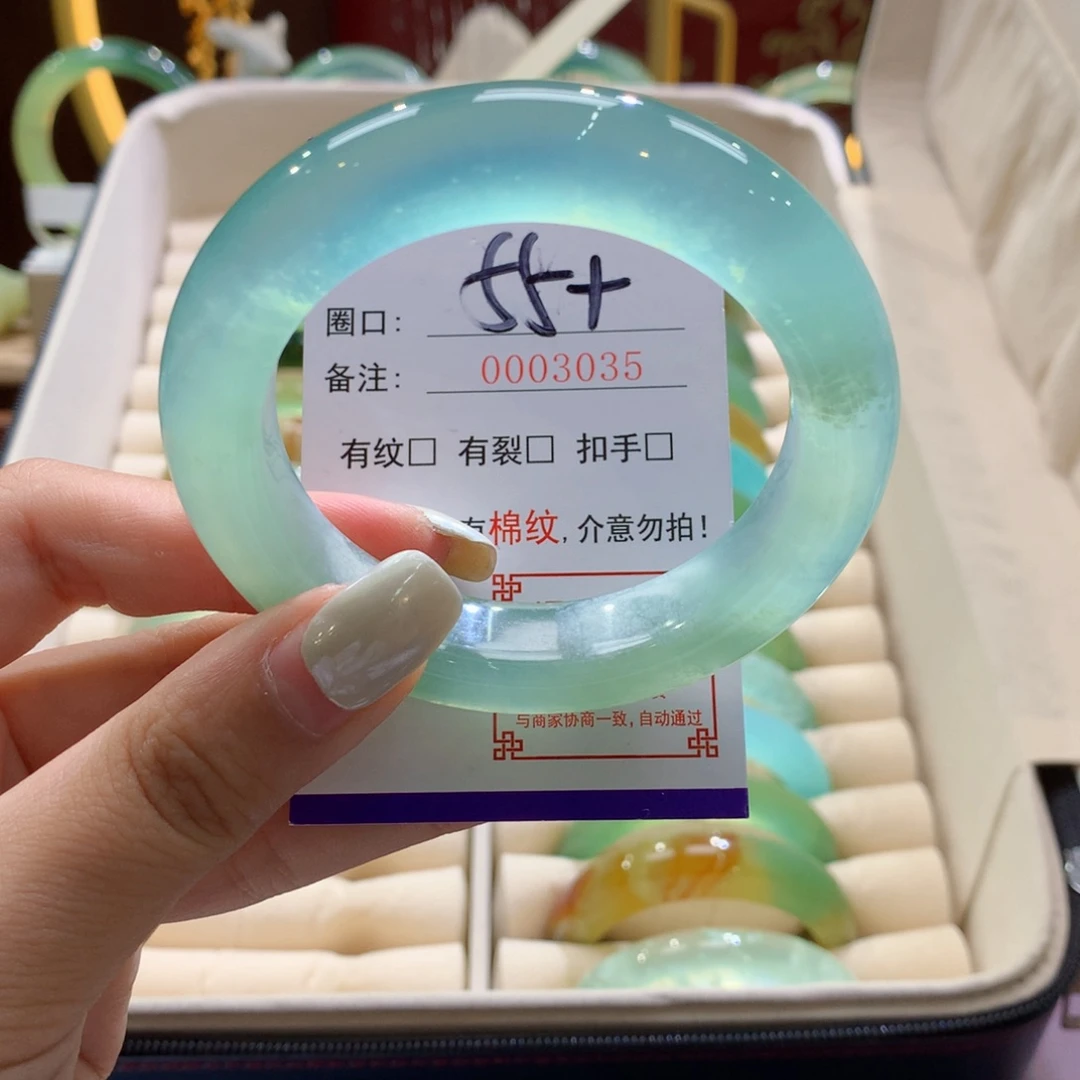 圈口: 55+
备注: 0003035
有纹□ 有裂□ 扣手□
有棉纹,介意勿拍!
与商家协商一致,自动通过